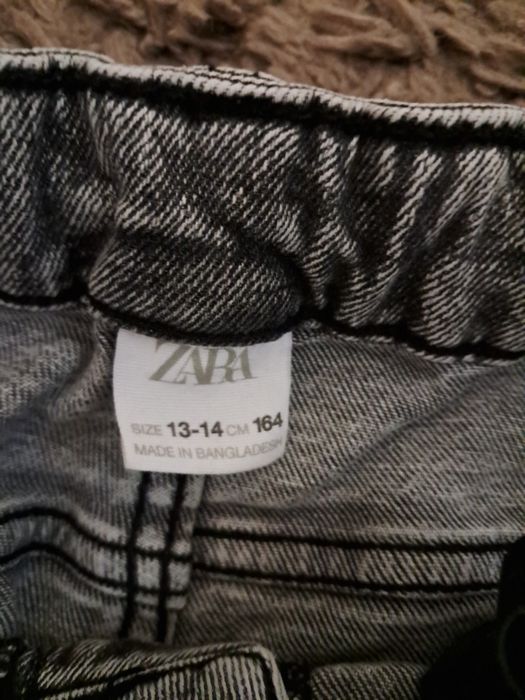 ZARA
SIZE 13-14 CM 164
MADE IN BANGLADESH